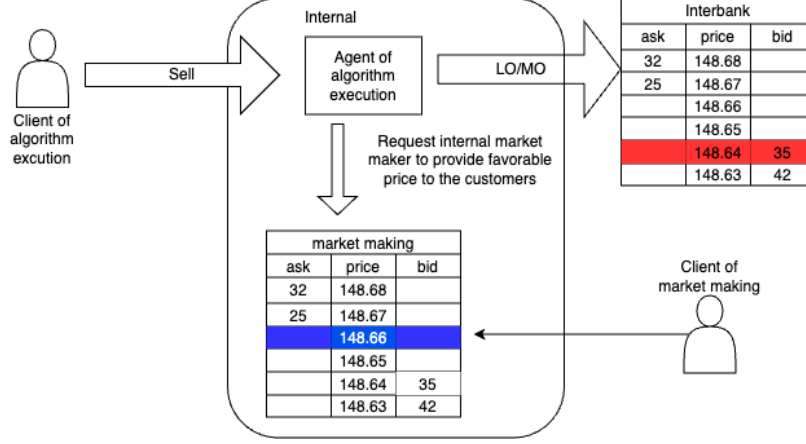 Internal
Client of
algorithm
excution
Sell
Agent of
algorithm
execution
LO/MO
Request internal market
maker to provide favorable
price to the customers
Interbank
ask price bid
32 148.68
25 148.67
148.66
148.65
148.64 35
148.63 42
market making
ask price bid
32 148.68
25 148.67
148.66
148.65
148.64 35
148.63 42
Client of
market making